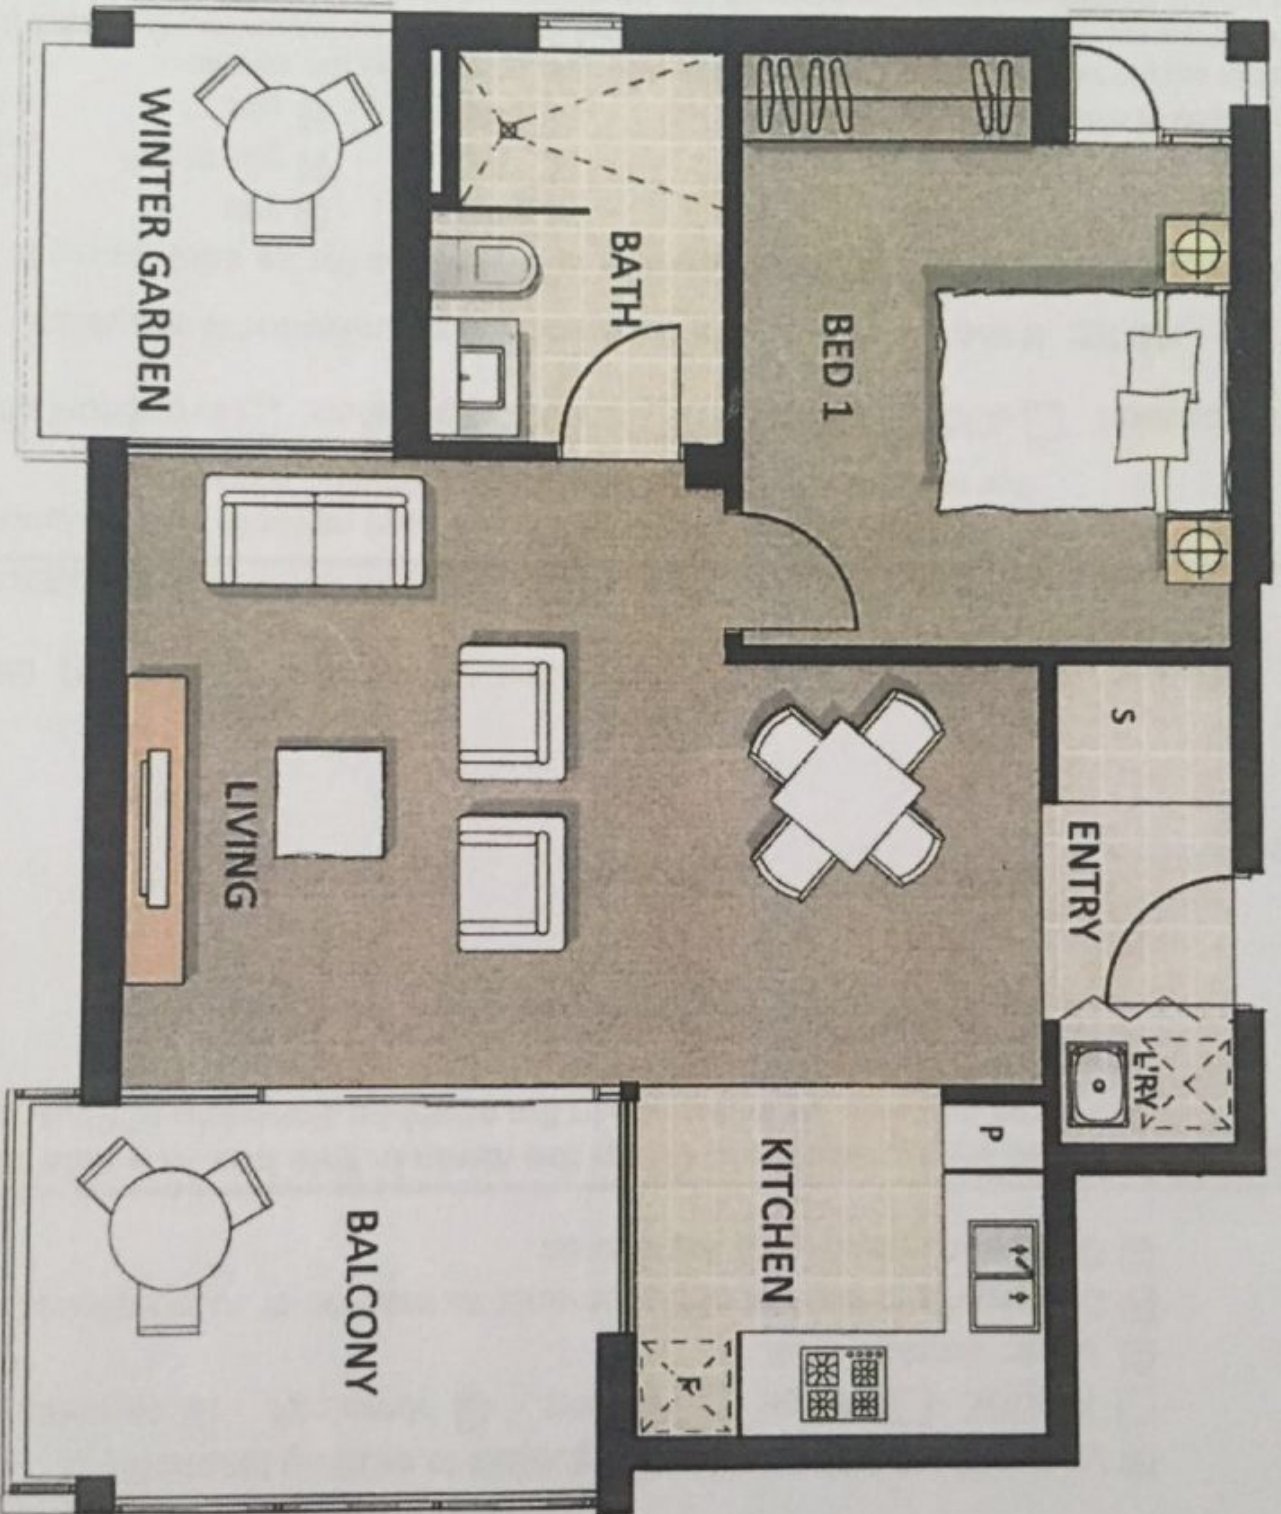 WINTER GARDEN
BATH
BED 1
S
ENTRY
L'RY
LIVING
P
KITCHEN
F
BALCONY